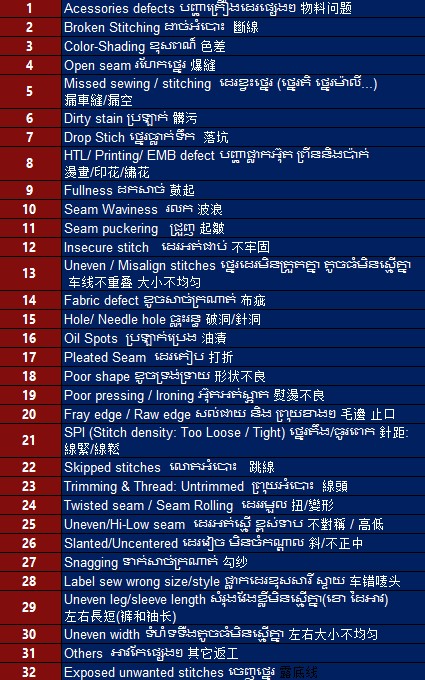 1 Acessories defects បញ្ហាគ្រឿងដេរផ្សេងៗ 物料问题
2 Broken Stitching ដាច់អំបោះ 斷線
3 Color-Shading ខុសពណ៌ 色差
4 Open seam រហែកថ្នេរ 爆縫
5 Missed sewing / stitching ដេរខ្វះថ្នេរ (ថ្នេរគិ ថ្នេរម៉ាលី...)
漏車縫/漏空
6 Dirty stain ប្រឡាក់ 髒污
7 Drop Stich ថ្នេរធ្លាក់ទឹក 落坑
8 HTL/ Printing/ EMB defect បញ្ហាផ្លាកអ៊ុត ព្រីននិងប៉ាក់
燙畫/印花/繡花
9 Fullness ដកសាច់ 鼓起
10 Seam Waviness រលក 波浪
11 Seam puckering ជ្រួញ 起皺
12 Insecure stitch ដេរអត់ជាប់ 不牢固
13 Uneven / Misalign stitches ថ្នេរដេរមិនត្រួតគ្នា តូចធំមិនស្មើគ្នា
车线不重叠 大小不均匀
14 Fabric defect ខូចសាច់ក្រណាត់ 布疵
15 Hole/ Needle hole ធ្លុះរន្ធ 破洞/針洞
16 Oil Spots ប្រឡាក់ប្រេង 油漬
17 Pleated Seam ដេរកៀប 打折
18 Poor shape ខូចទ្រង់ទ្រាយ 形状不良
19 Poor pressing / Ironing អ៊ុតអត់ស្អាត 熨燙不良
20 Fray edge / Raw edge សល់ជាយ និង ព្រុយខាងៗ 毛邊 止口
21 SPI (Stitch density: Too Loose / Tight) ថ្នេរតឹង/ធូរពេក 針距:
線緊/線鬆
22 Skipped stitches លោតអំបោះ 跳線
23 Trimming & Thread: Untrimmed ព្រុយអំបោះ 線頭
24 Twisted seam / Seam Rolling ដេរមួល 扭/變形
25 Uneven/Hi-Low seam ដេរអត់ស្មើ ខ្ពស់ទាប 不對稱 / 高低
26 Slanted/Uncentered ដេរវៀច មិនចំកណ្តាល 斜/不正中
27 Snagging ទាក់សាច់ក្រណាត់ 勾纱
28 Label sew wrong size/style ផ្លាកដេរខុសសេរី ស្លាយ 车错唛头
29 Uneven leg/sleeve length សំរុងវែងខ្លីមិនស្មើគ្នា(ខោ ដៃអាវ)
左右長短(裤和袖长)
30 Uneven width ទំហំទទឹងតូចធំមិនស្មើគ្នា 左右大小不均匀
31 Others អាវកែផ្សេងៗ 其它返工
32 Exposed unwanted stitches ចេញថ្នេរ 露底线